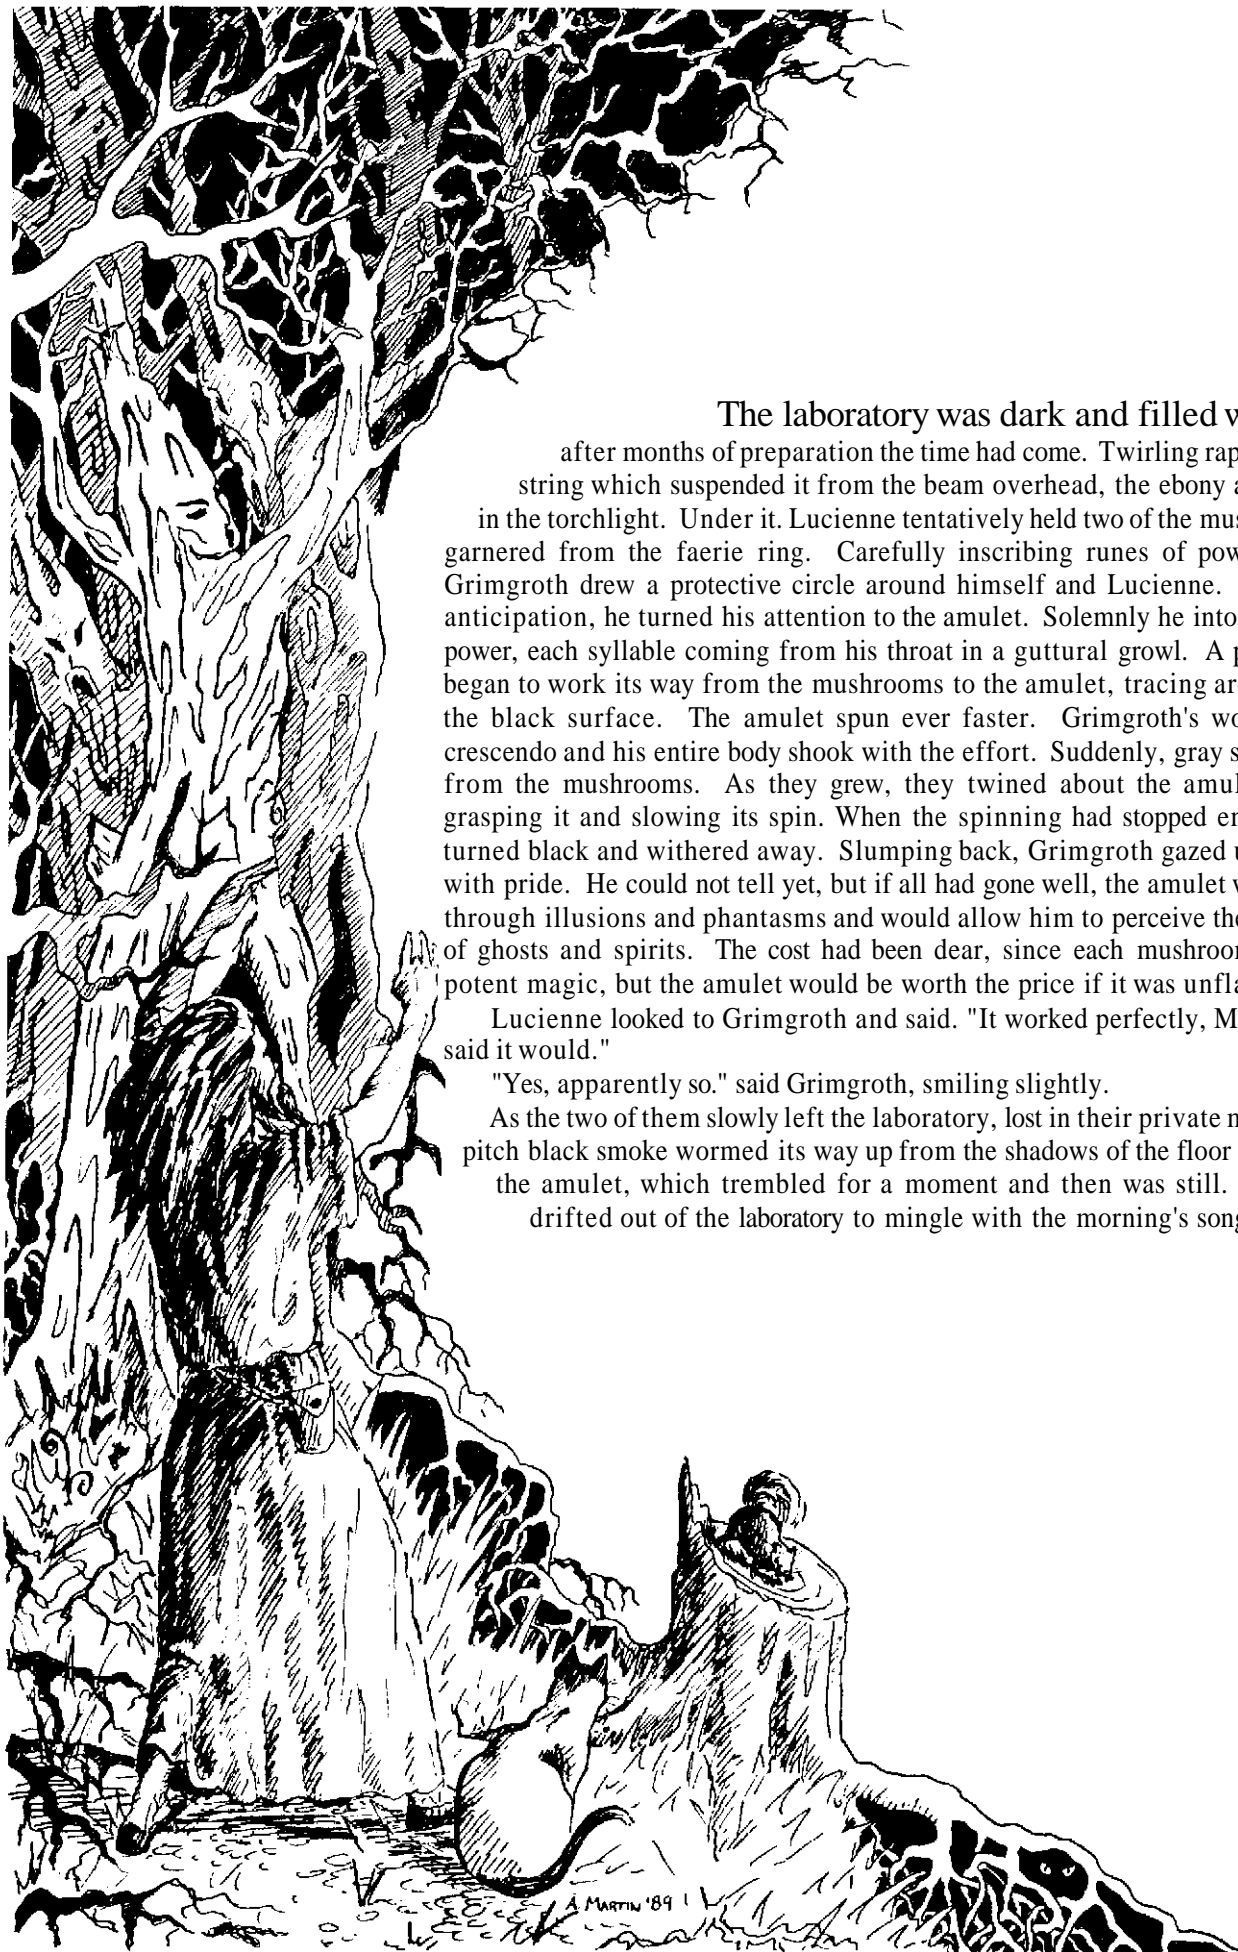 The laboratory was dark and filled w
after months of preparation the time had come. Twirling rap
string which suspended it from the beam overhead, the ebony a
in the torchlight. Under it. Lucienne tentatively held two of the mus
garnered from the faerie ring. Carefully inscribing runes of pow
Grimgroth drew a protective circle around himself and Lucienne.
anticipation, he turned his attention to the amulet. Solemnly he into
power, each syllable coming from his throat in a guttural growl. A p
began to work its way from the mushrooms to the amulet, tracing ar
the black surface. The amulet spun ever faster. Grimgroth's wo
crescendo and his entire body shook with the effort. Suddenly, gray s
from the mushrooms. As they grew, they twined about the amul
grasping it and slowing its spin. When the spinning had stopped en
turned black and withered away. Slumping back, Grimgroth gazed u
with pride. He could not tell yet, but if all had gone well, the amulet w
through illusions and phantasms and would allow him to perceive the
of ghosts and spirits. The cost had been dear, since each mushroom
potent magic, but the amulet would be worth the price if it was unfla
Lucienne looked to Grimgroth and said. "It worked perfectly, M
said it would."
"Yes, apparently so." said Grimgroth, smiling slightly.
As the two of them slowly left the laboratory, lost in their private m
pitch black smoke wormed its way up from the shadows of the floor
the amulet, which trembled for a moment and then was still.
drifted out of the laboratory to mingle with the morning's song
A. MARTIN '89